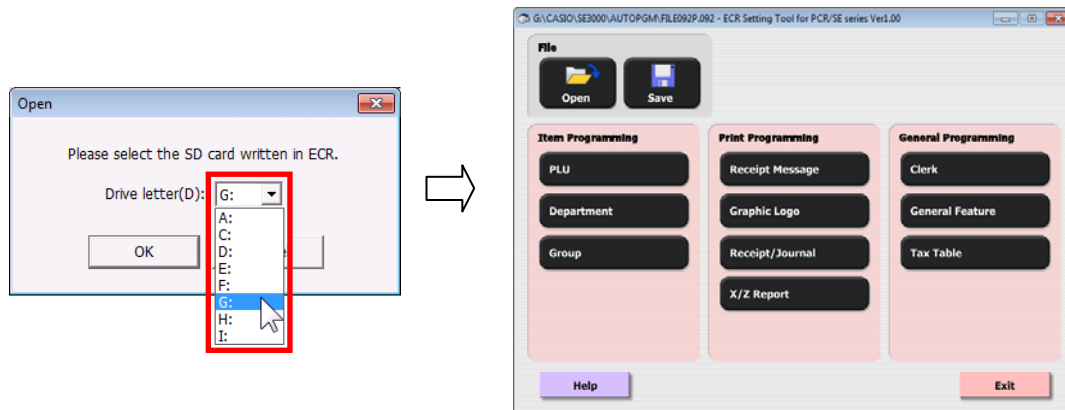 Open
Please select the SD card written in ECR.
Drive letter(D):
G:
A:
C:
D:
E:
F:
G:
H:
I:
OK
G:\CASIO\SE3000\AUTOPGM\FILE092P.092 - ECR Setting Tool for PCR/SE series Ver1.00
File
Open
Save
Item Programming
PLU
Department
Group
Print Programming
Receipt Message
Graphic Logo
Receipt/Journal
X/Z Report
General Programming
Clerk
General Feature
Tax Table
Help
Exit